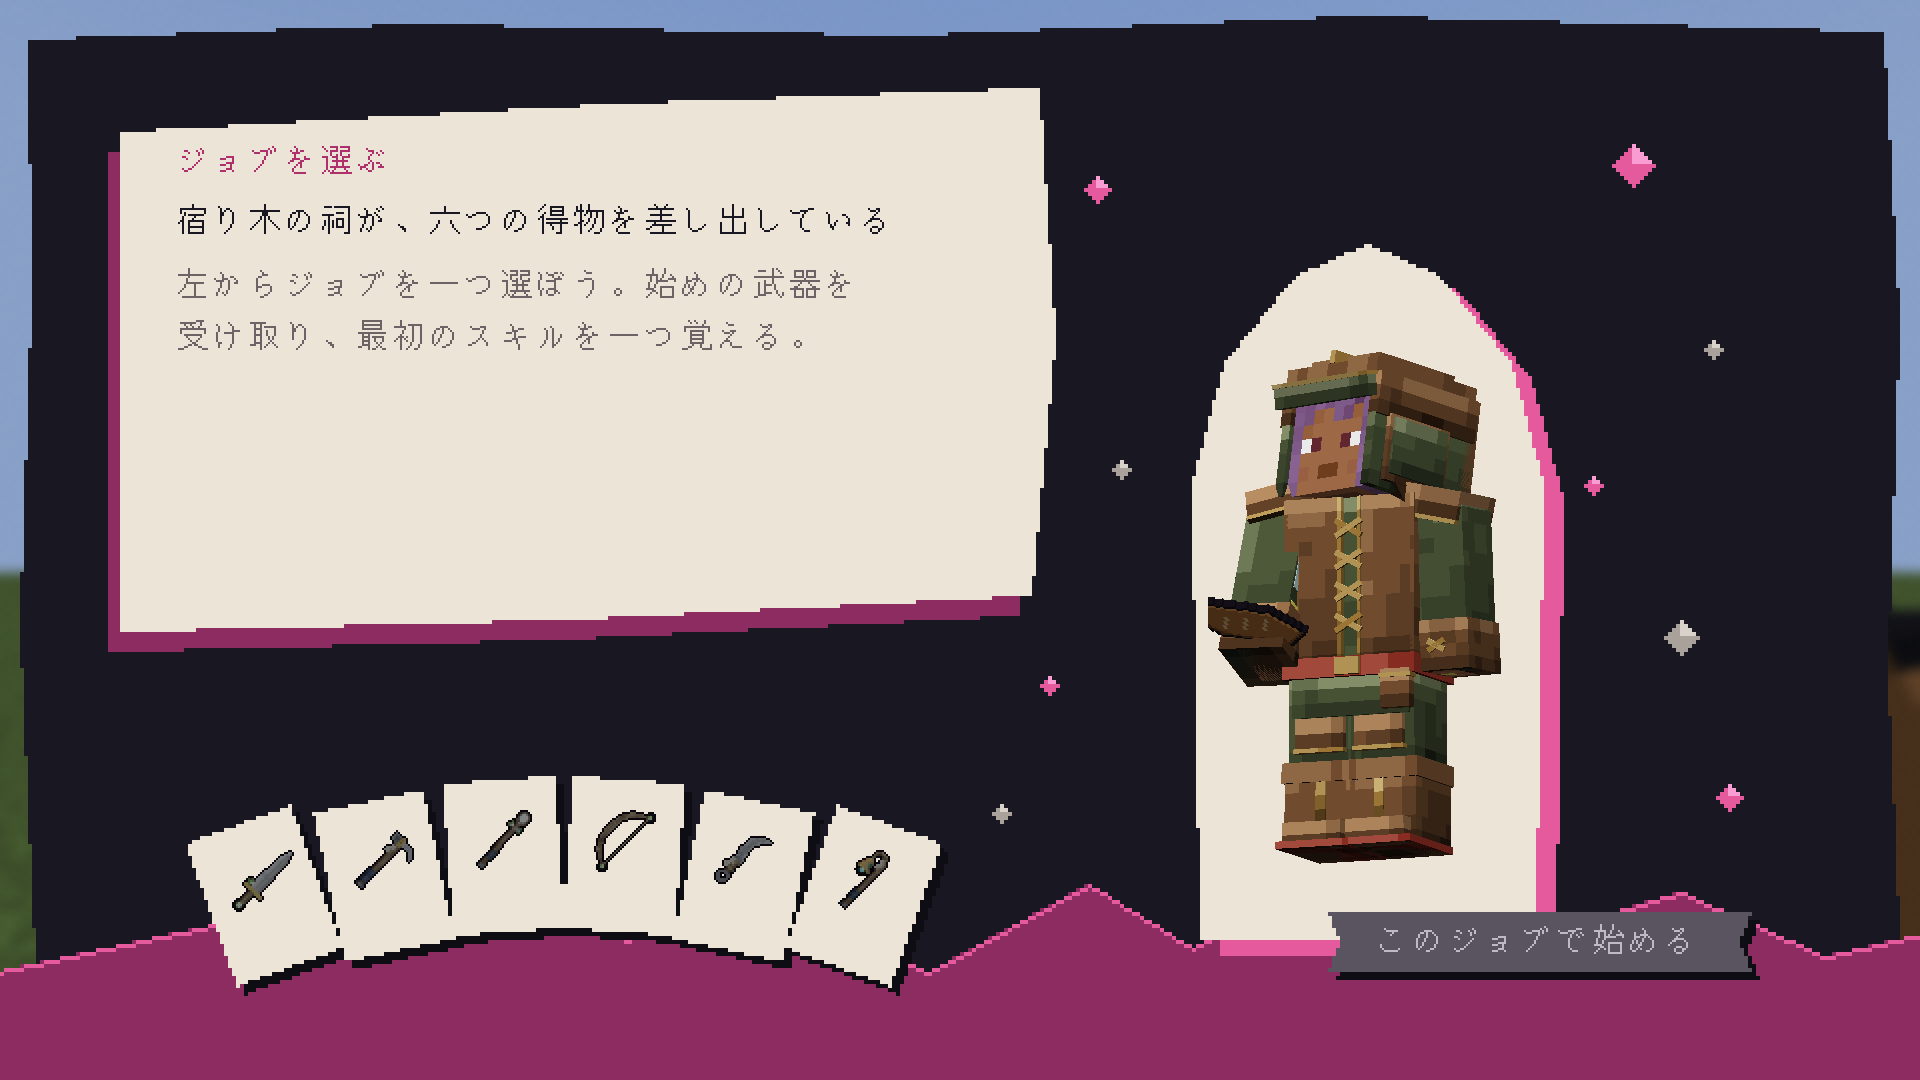 ジョブを選ぶ
宿り木の祠が、六つの得物を差し出している
左からジョブを一つ選ぼう。始めの武器を
受け取り、最初のスキルを一つ覚える。
このジョブで始める